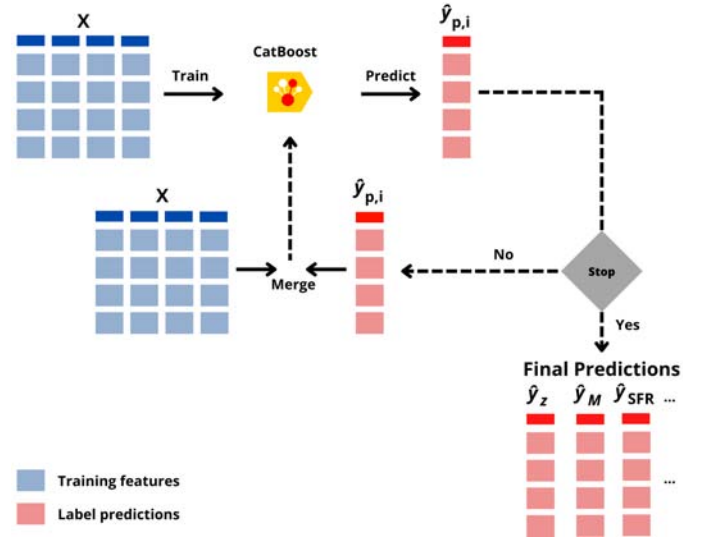 X
ŷp,i
CatBoost
Train
Predict
X
ŷp,i
No
Stop
Merge
Yes
Final Predictions
ŷz ŷM ŷSFR ...
...
Training features
Label predictions